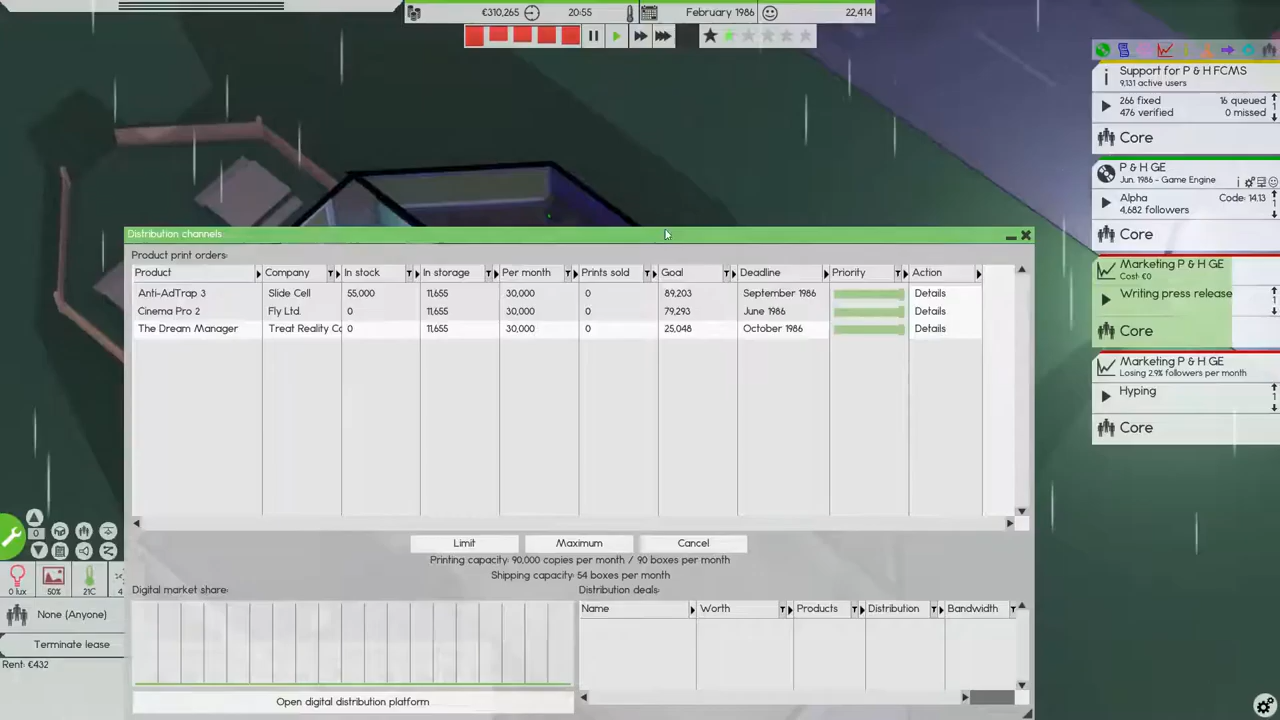 €310,265 20:55 February 1986 22,414
Support for P & H FCMS
9,131 active users
266 fixed 16 queued
476 verified 0 missed
Core
P & H GE
Jun. 1986 - Game Engine
Alpha Code: 14.13
4,682 followers
Core
Marketing P & H GE
Cost: €0
Writing press release
Core
Marketing P & H GE
Losing 2.9% followers per month
Hyping
Core
Distribution channels
Product print orders:
Product Company In stock In storage Per month Prints sold Goal Deadline Priority Action
Anti-AdTrap 3 Slide Cell 55,000 11,655 30,000 0 89,203 September 1986 Details
Cinema Pro 2 Fly Ltd. 0 11,655 30,000 0 79,293 June 1986 Details
The Dream Manager Treat Reality Co 0 11,655 30,000 0 25,048 October 1986 Details
Limit Maximum Cancel
Printing capacity: 90,000 copies per month / 90 boxes per month
Shipping capacity: 54 boxes per month
Digital market share:
Distribution deals:
Name Worth Products Distribution Bandwidth
Open digital distribution platform
0
0 lux 50% 21C
None (Anyone)
Terminate lease
Rent: €432